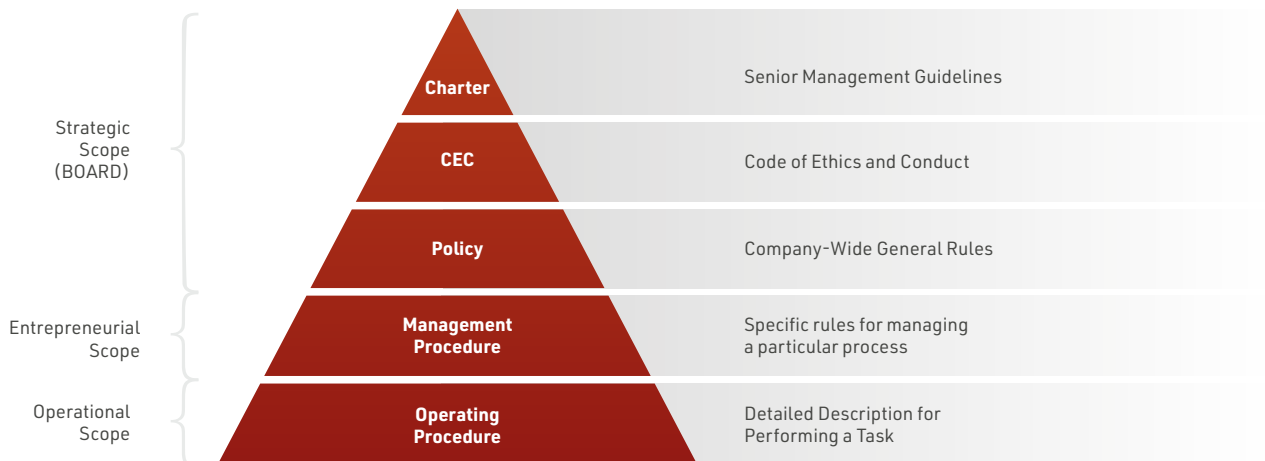 Charter
Senior Management Guidelines
Strategic
Scope
(BOARD)
CEC
Code of Ethics and Conduct
Policy
Company-Wide General Rules
Entrepreneurial
Scope
Management
Procedure
Specific rules for managing
a particular process
Operational
Scope
Operating
Procedure
Detailed Description for
Performing a Task